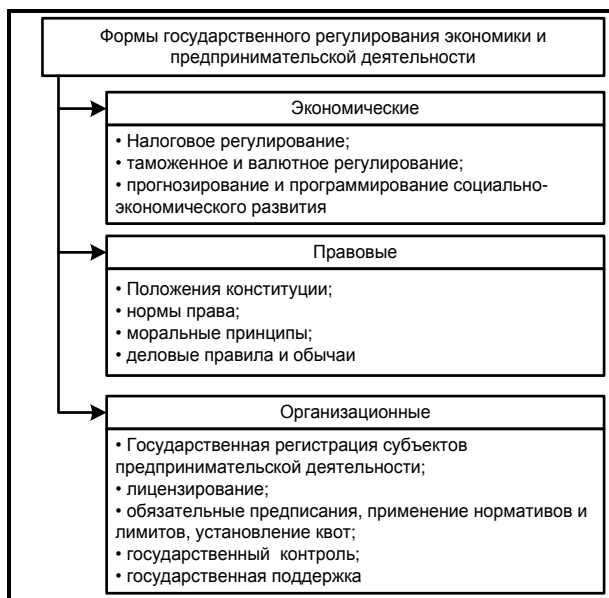 Формы государственного регулирования экономики и
предпринимательской деятельности
Экономические
• Налоговое регулирование;
• таможенное и валютное регулирование;
• прогнозирование и программирование социально-
экономического развития
Правовые
• Положения конституции;
• нормы права;
• моральные принципы;
• деловые правила и обычаи
Организационные
• Государственная регистрация субъектов
предпринимательской деятельности;
• лицензирование;
• обязательные предписания, применение нормативов и
лимитов, установление квот;
• государственный контроль;
• государственная поддержка